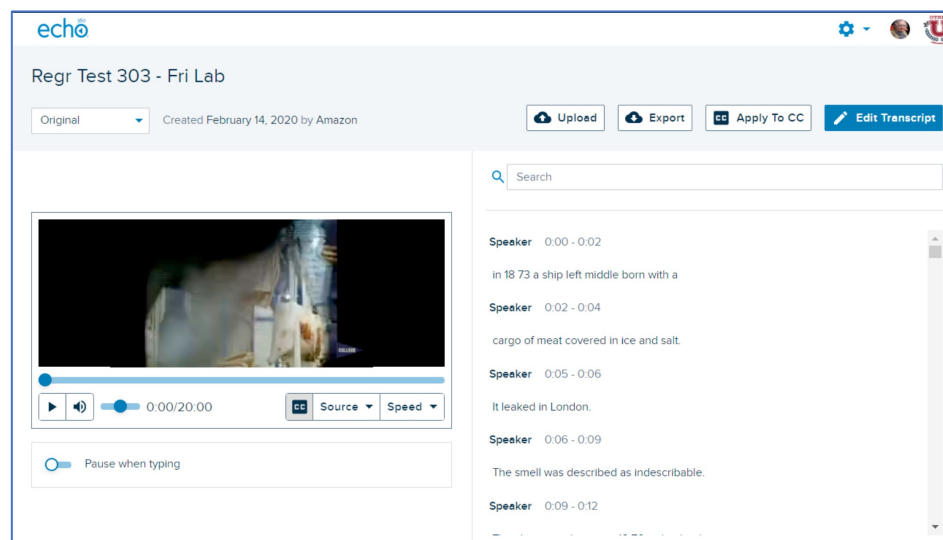 echo
360
Regr Test 303 - Fri Lab
Original
Created February 14, 2020 by Amazon
Upload
Export
CC Apply To CC
Edit Transcript
Search
Speaker 0:00 - 0:02
in 18 73 a ship left middle born with a
Speaker 0:02 - 0:04
cargo of meat covered in ice and salt.
Speaker 0:05 - 0:06
It leaked in London.
Speaker 0:06 - 0:09
The smell was described as indescribable.
Speaker 0:09 - 0:12
COLLEGE
0:00/20:00
CC Source Speed
Pause when typing